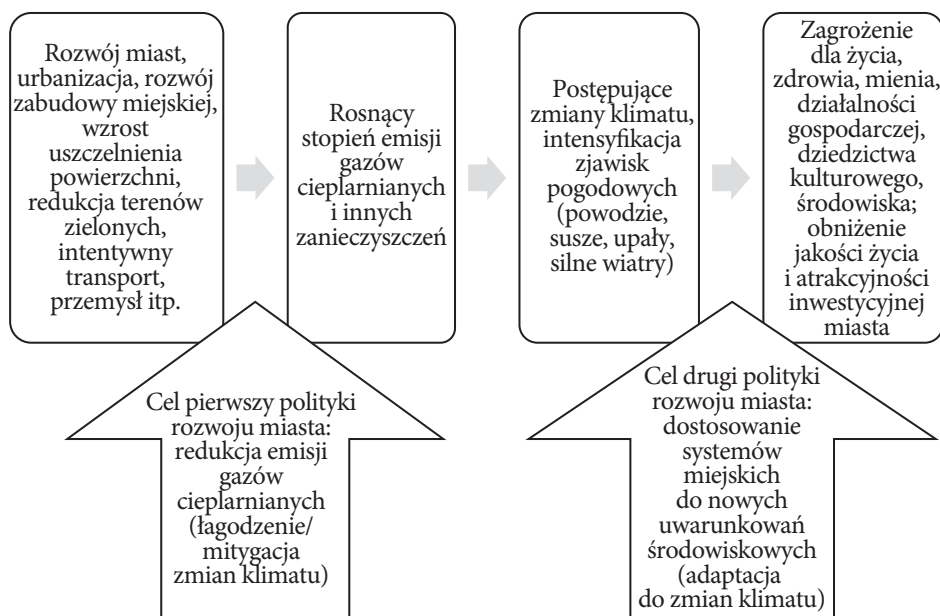 Rozwój miast,
urbanizacja, rozwój
zabudowy miejskiej,
wzrost
uszczelnienia
powierzchni,
redukcja terenów
zielonych,
intentywny
transport,
przemysł itp.
Rosnący
stopień emisji
gazów
cieplarnianych
i innych
zanieczyszczeń
Postępujące
zmiany klimatu,
intensyfikacja
zjawisk
pogodowych
(powodzie,
susze, upały,
silne wiatry)
Zagrożenie
dla życia,
zdrowia, mienia,
działalności
gospodarczej,
dziedzictwa
kulturowego,
środowiska;
obniżenie
jakości życia
i atrakcyjności
inwestycyjnej
miasta
Cel pierwszy polityki
rozwoju miasta:
redukcja emisji
gazów
cieplarnianych
(łagodzenie/
mitygacja
zmian klimatu)
Cel drugi polityki
rozwoju miasta:
dostosowanie
systemów
miejskich
do nowych
uwarunkowań
środowiskowych
(adaptacja
do zmian klimatu)